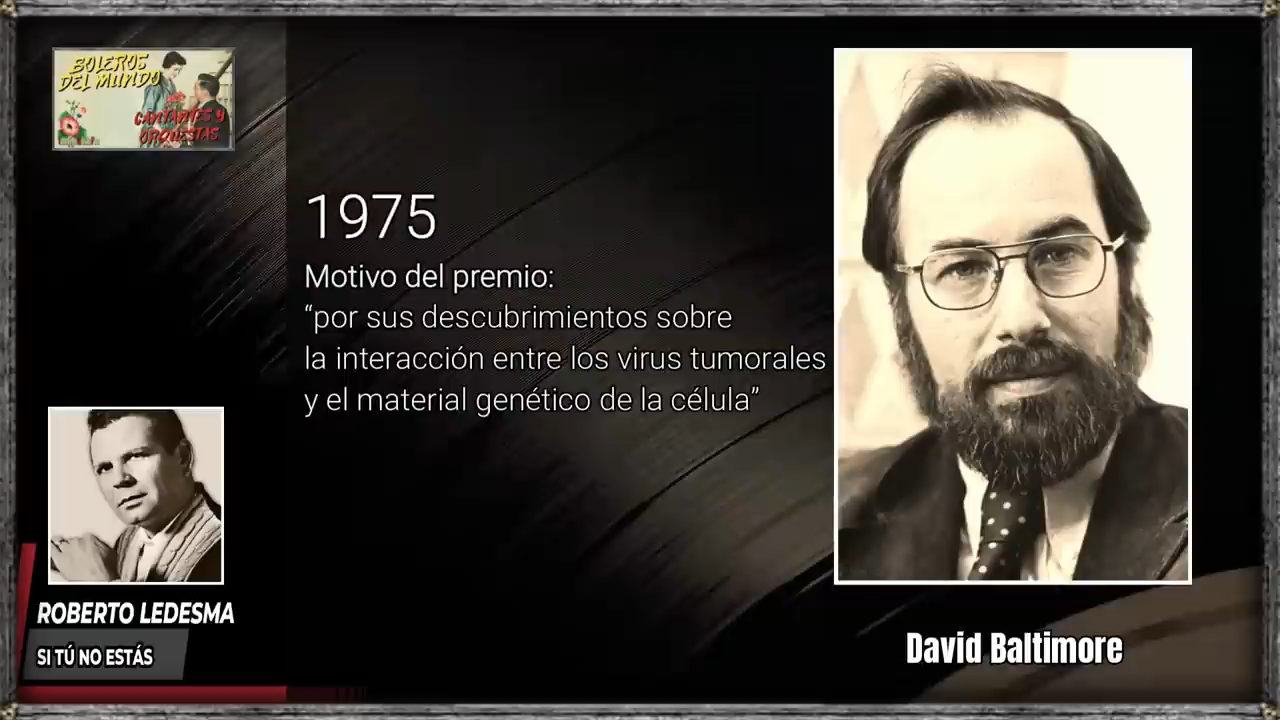 BOLEROS
DEL MUNDO
CANTANTES Y
ORQUESTAS
1975
Motivo del premio:
“por sus descubrimientos sobre
la interacción entre los virus tumorales
y el material genético de la célula”
ROBERTO LEDESMA
SI TÚ NO ESTÁS
David Baltimore